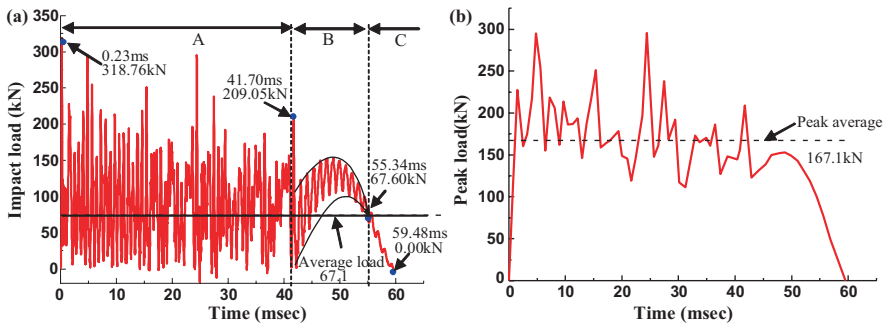 (a)
350
300
250
200
150
100
50
0
Impact load (kN)
0
10
20
30
40
50
60
Time (msec)
A
B
C
0.23ms
318.76kN
41.70ms
209.05kN
55.34ms
67.60kN
59.48ms
0.00kN
Average load
67.1
(b)
350
300
250
200
150
100
50
0
Peak load(kN)
0
10
20
30
40
50
60
Time (msec)
Peak average
167.1kN